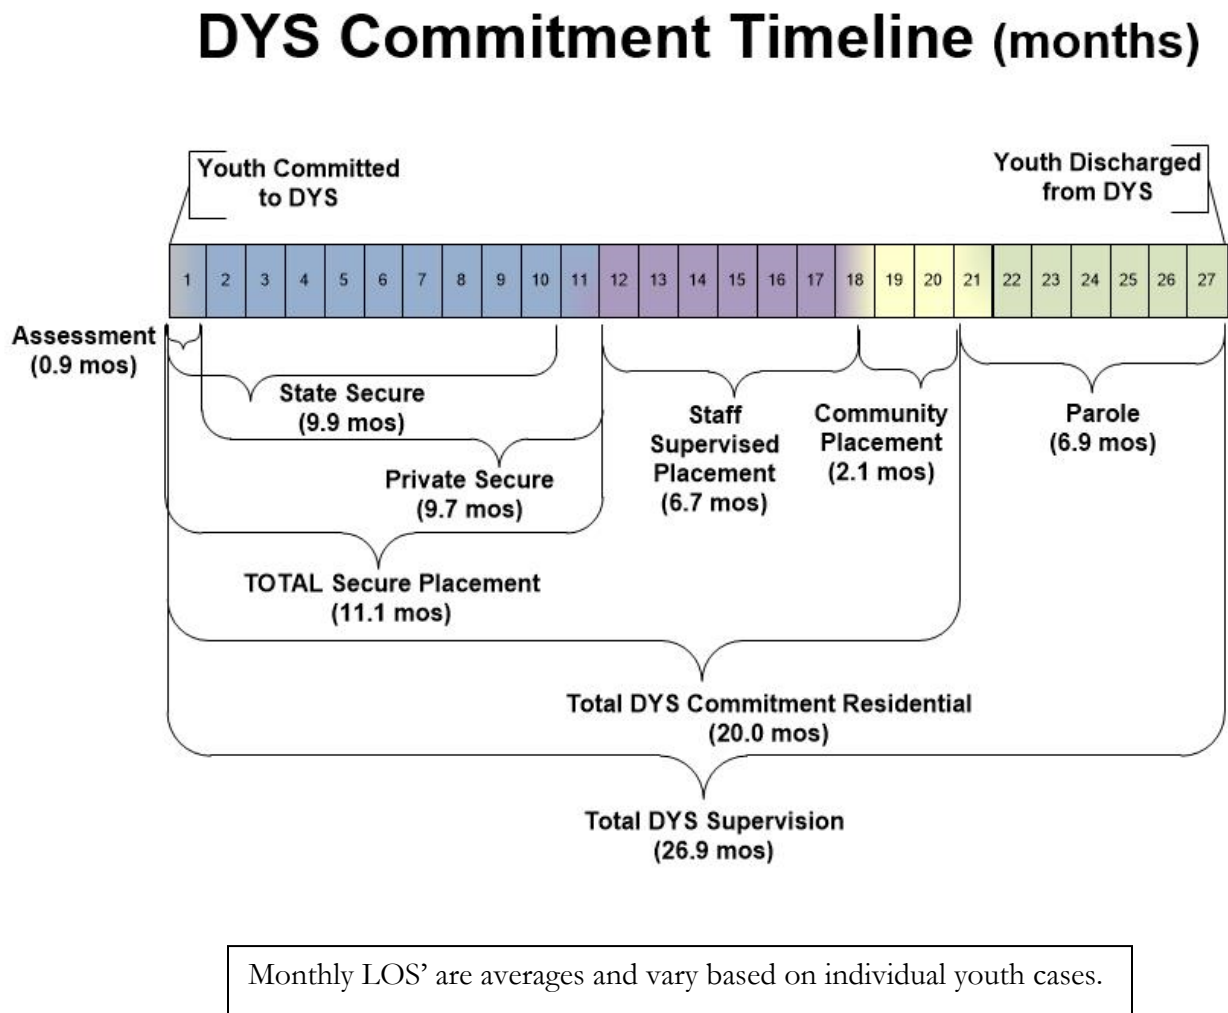 DYS Commitment Timeline (months)
Youth Committed
to DYS
Youth Discharged
from DYS
1 2 3 4 5 6 7 8 9 10 11 12 13 14 15 16 17 18 19 20 21 22 23 24 25 26 27
Assessment
(0.9 mos)
State Secure
(9.9 mos)
Private Secure
(9.7 mos)
TOTAL Secure Placement
(11.1 mos)
Staff
Supervised
Placement
(6.7 mos)
Community
Placement
(2.1 mos)
Parole
(6.9 mos)
Total DYS Commitment Residential
(20.0 mos)
Total DYS Supervision
(26.9 mos)
Monthly LOS’ are averages and vary based on individual youth cases.